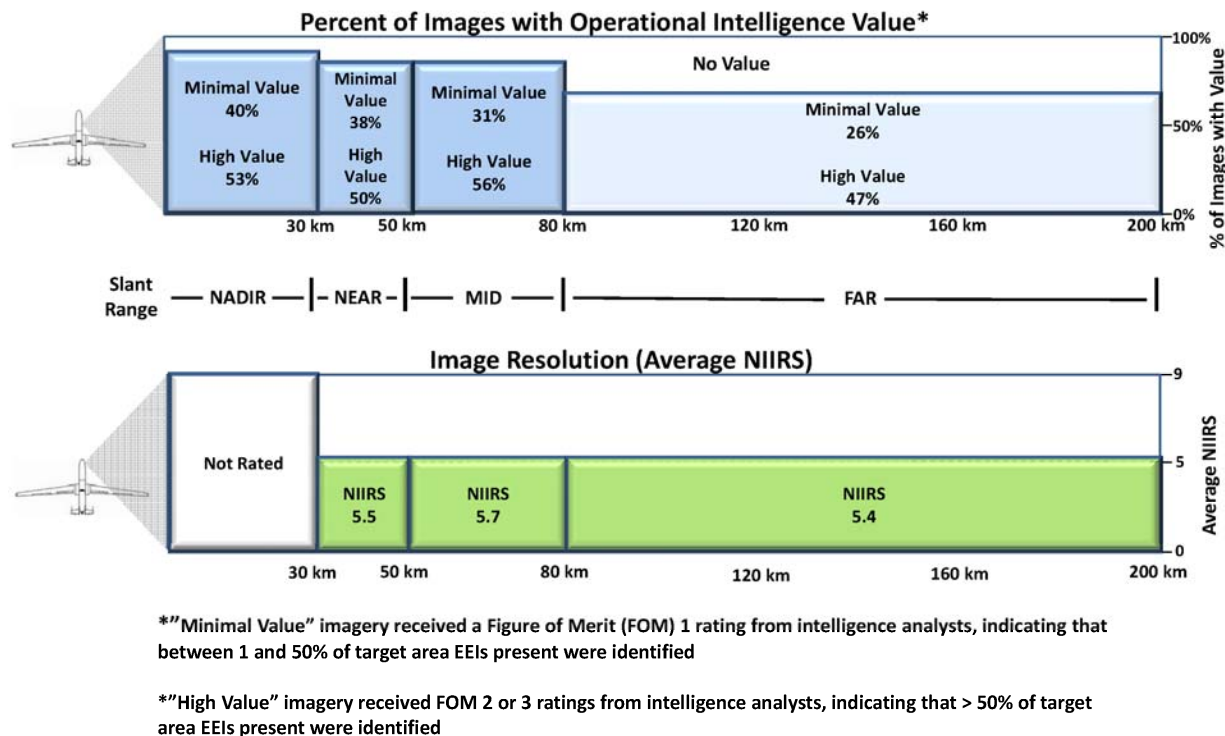 Percent of Images with Operational Intelligence Value*
100%
No Value
Minimal Value
40%
High Value
53%
Minimal
Value
38%
High
Value
50%
Minimal Value
31%
High Value
56%
Minimal Value
26%
High Value
47%
50%
0%
% of Images with Value
30 km
50 km
80 km
120 km
160 km
200 km
Slant
Range
NADIR
NEAR
MID
FAR
Image Resolution (Average NIIRS)
9
Not Rated
NIIRS
5.5
NIIRS
5.7
NIIRS
5.4
5
0
Average NIIRS
30 km
50 km
80 km
120 km
160 km
200 km
*”Minimal Value” imagery received a Figure of Merit (FOM) 1 rating from intelligence analysts, indicating that
between 1 and 50% of target area EEIs present were identified
*”High Value” imagery received FOM 2 or 3 ratings from intelligence analysts, indicating that > 50% of target
area EEIs present were identified